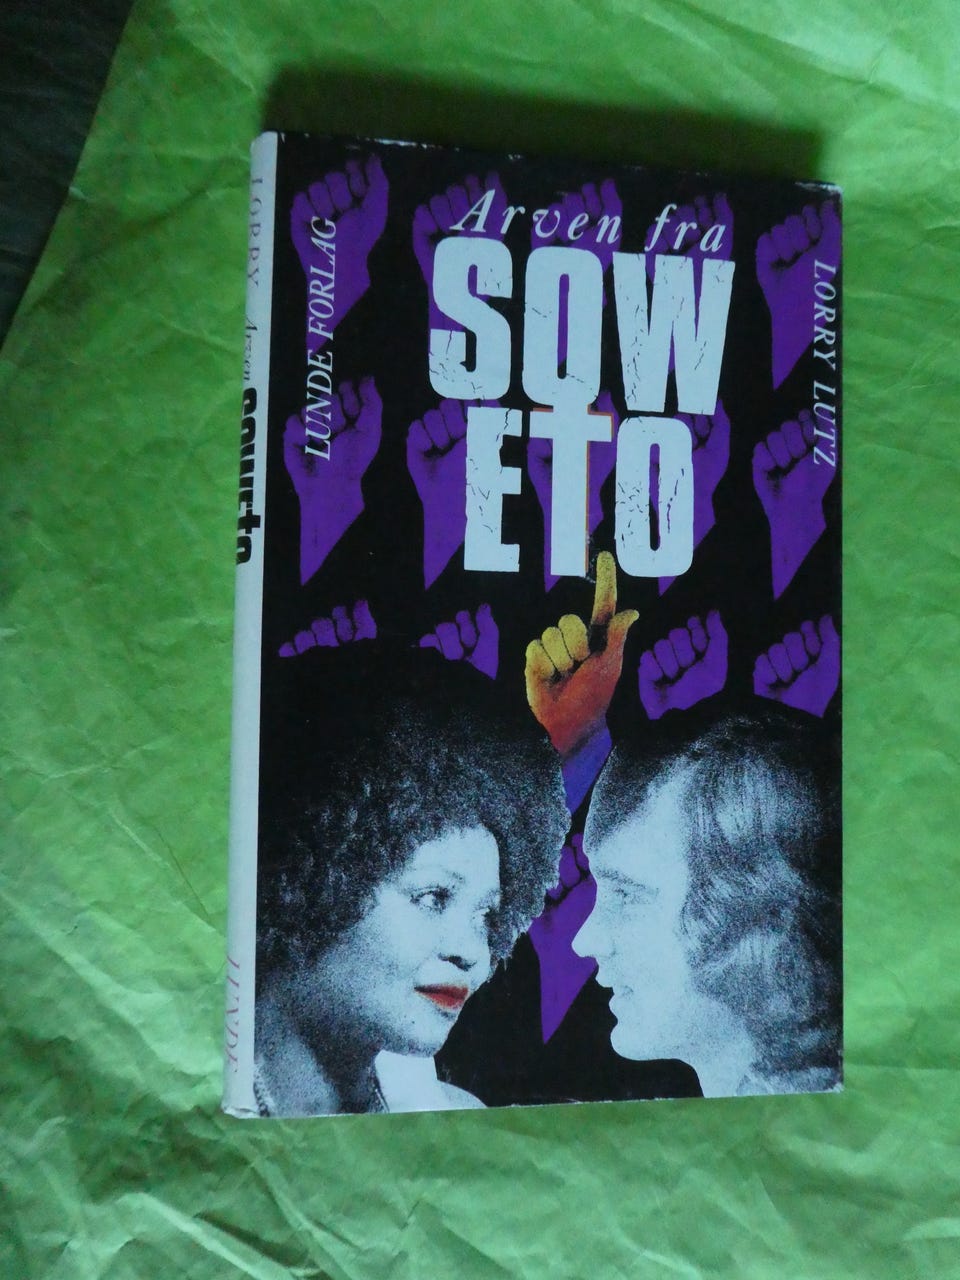 Arven fra
SOW
ETO
LUNDE FORLAG
LORRY LUTZ
LORRY Arven SOWETO LUNDE